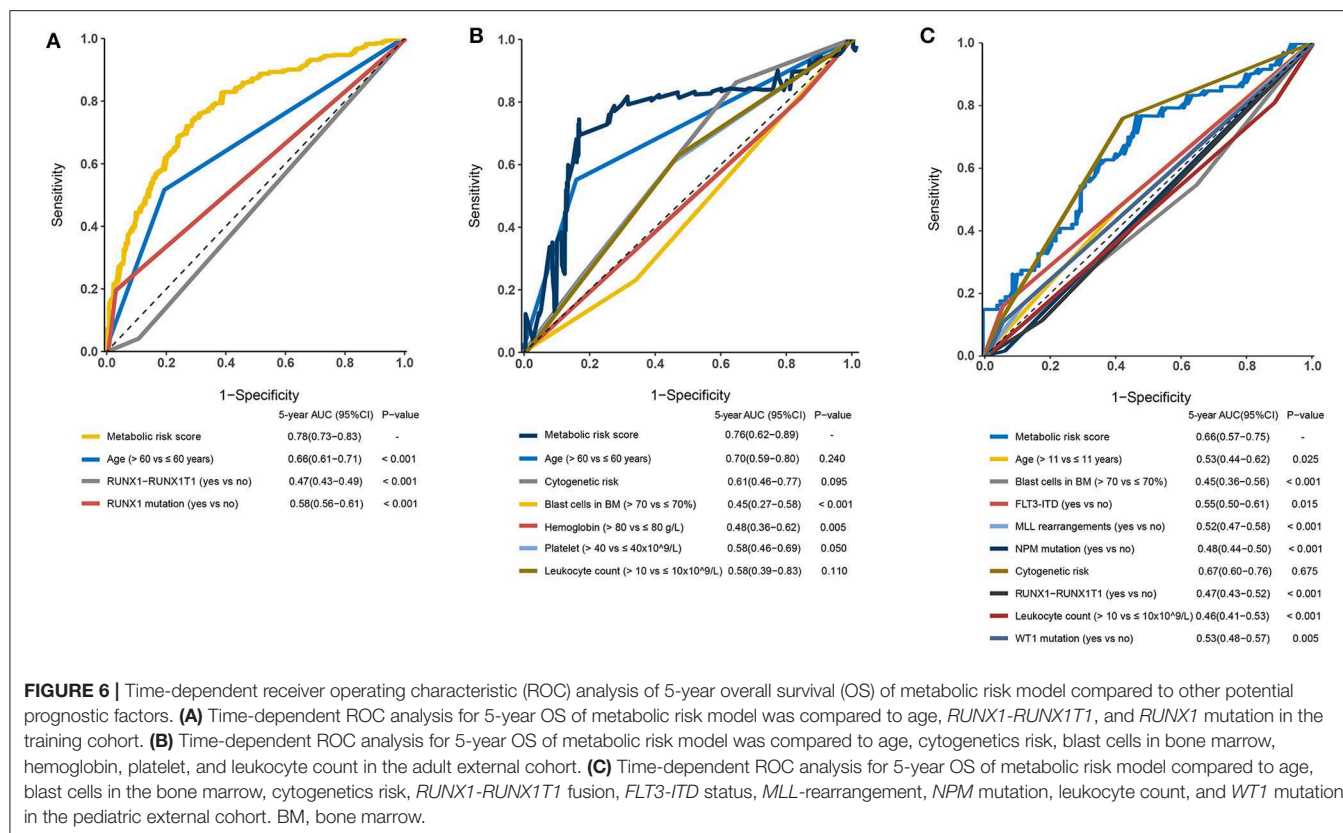 A
1.0
0.8
0.6
0.4
0.2
0.0
Sensitivity
0.0 0.2 0.4 0.6 0.8 1.0
1−Specificity
5-year AUC (95%CI) P-value
Metabolic risk score 0.78(0.73−0.83) -
Age (> 60 vs ≤ 60 years) 0.66(0.61−0.71) < 0.001
RUNX1−RUNX1T1 (yes vs no) 0.47(0.43−0.49) < 0.001
RUNX1 mutation (yes vs no) 0.58(0.56−0.61) < 0.001
B
1.0
0.8
0.6
0.4
0.2
0.0
Sensitivity
0.0 0.2 0.4 0.6 0.8 1.0
1−Specificity
5-year AUC (95%CI) P-value
Metabolic risk score 0.76(0.62−0.89) -
Age (> 60 vs ≤ 60 years) 0.70(0.59−0.80) 0.240
Cytogenetic risk 0.61(0.46−0.77) 0.095
Blast cells in BM (> 70 vs ≤ 70%) 0.45(0.27−0.58) < 0.001
Hemoglobin (> 80 vs ≤ 80 g/L) 0.48(0.36−0.62) 0.005
Platelet (> 40 vs ≤ 40x10^9/L) 0.58(0.46−0.69) 0.050
Leukocyte count (> 10 vs ≤ 10x10^9/L) 0.58(0.39−0.83) 0.110
C
1.0
0.8
0.6
0.4
0.2
0.0
Sensitivity
0.0 0.2 0.4 0.6 0.8 1.0
1−Specificity
5-year AUC(95%CI) P-value
Metabolic risk score 0.66(0.57−0.75) -
Age (> 11 vs ≤ 11 years) 0.53(0.44−0.62) 0.025
Blast cells in BM (> 70 vs ≤ 70%) 0.45(0.36−0.56) < 0.001
FLT3-ITD (yes vs no) 0.55(0.50−0.61) 0.015
MLL rearrangements (yes vs no) 0.52(0.47−0.58) < 0.001
NPM mutation (yes vs no) 0.48(0.44−0.50) < 0.001
Cytogenetic risk 0.67(0.60−0.76) 0.675
RUNX1−RUNX1T1 (yes vs no) 0.47(0.43−0.52) < 0.001
Leukocyte count (> 10 vs ≤ 10x10^9/L) 0.46(0.41−0.53) < 0.001
WT1 mutation (yes vs no) 0.53(0.48−0.57) 0.005
FIGURE 6 | Time-dependent receiver operating characteristic (ROC) analysis of 5-year overall survival (OS) of metabolic risk model compared to other potential
prognostic factors. (A) Time-dependent ROC analysis for 5-year OS of metabolic risk model was compared to age, RUNX1-RUNX1T1, and RUNX1 mutation in the
training cohort. (B) Time-dependent ROC analysis for 5-year OS of metabolic risk model was compared to age, cytogenetics risk, blast cells in bone marrow,
hemoglobin, platelet, and leukocyte count in the adult external cohort. (C) Time-dependent ROC analysis for 5-year OS of metabolic risk model compared to age,
blast cells in the bone marrow, cytogenetics risk, RUNX1-RUNX1T1 fusion, FLT3-ITD status, MLL-rearrangement, NPM mutation, leukocyte count, and WT1 mutation
in the pediatric external cohort. BM, bone marrow.